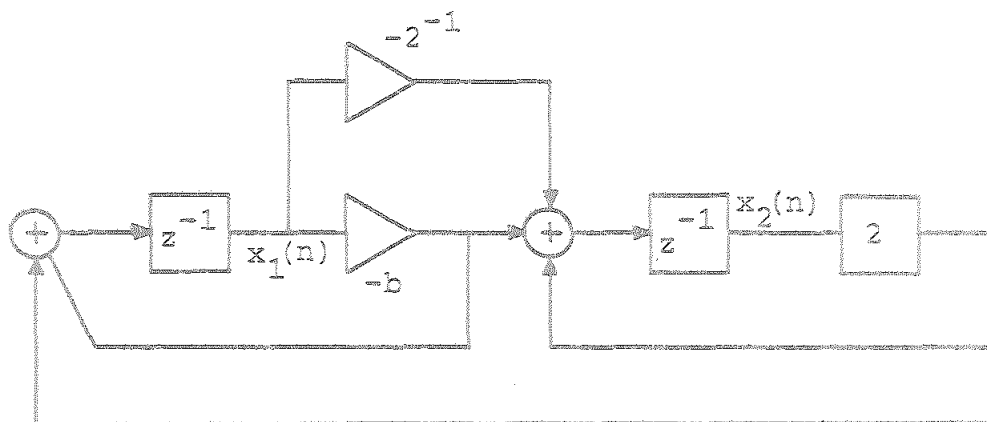 -2^-1
+
z^-1
x_1(n)
-b
+
z^-1
x_2(n)
2